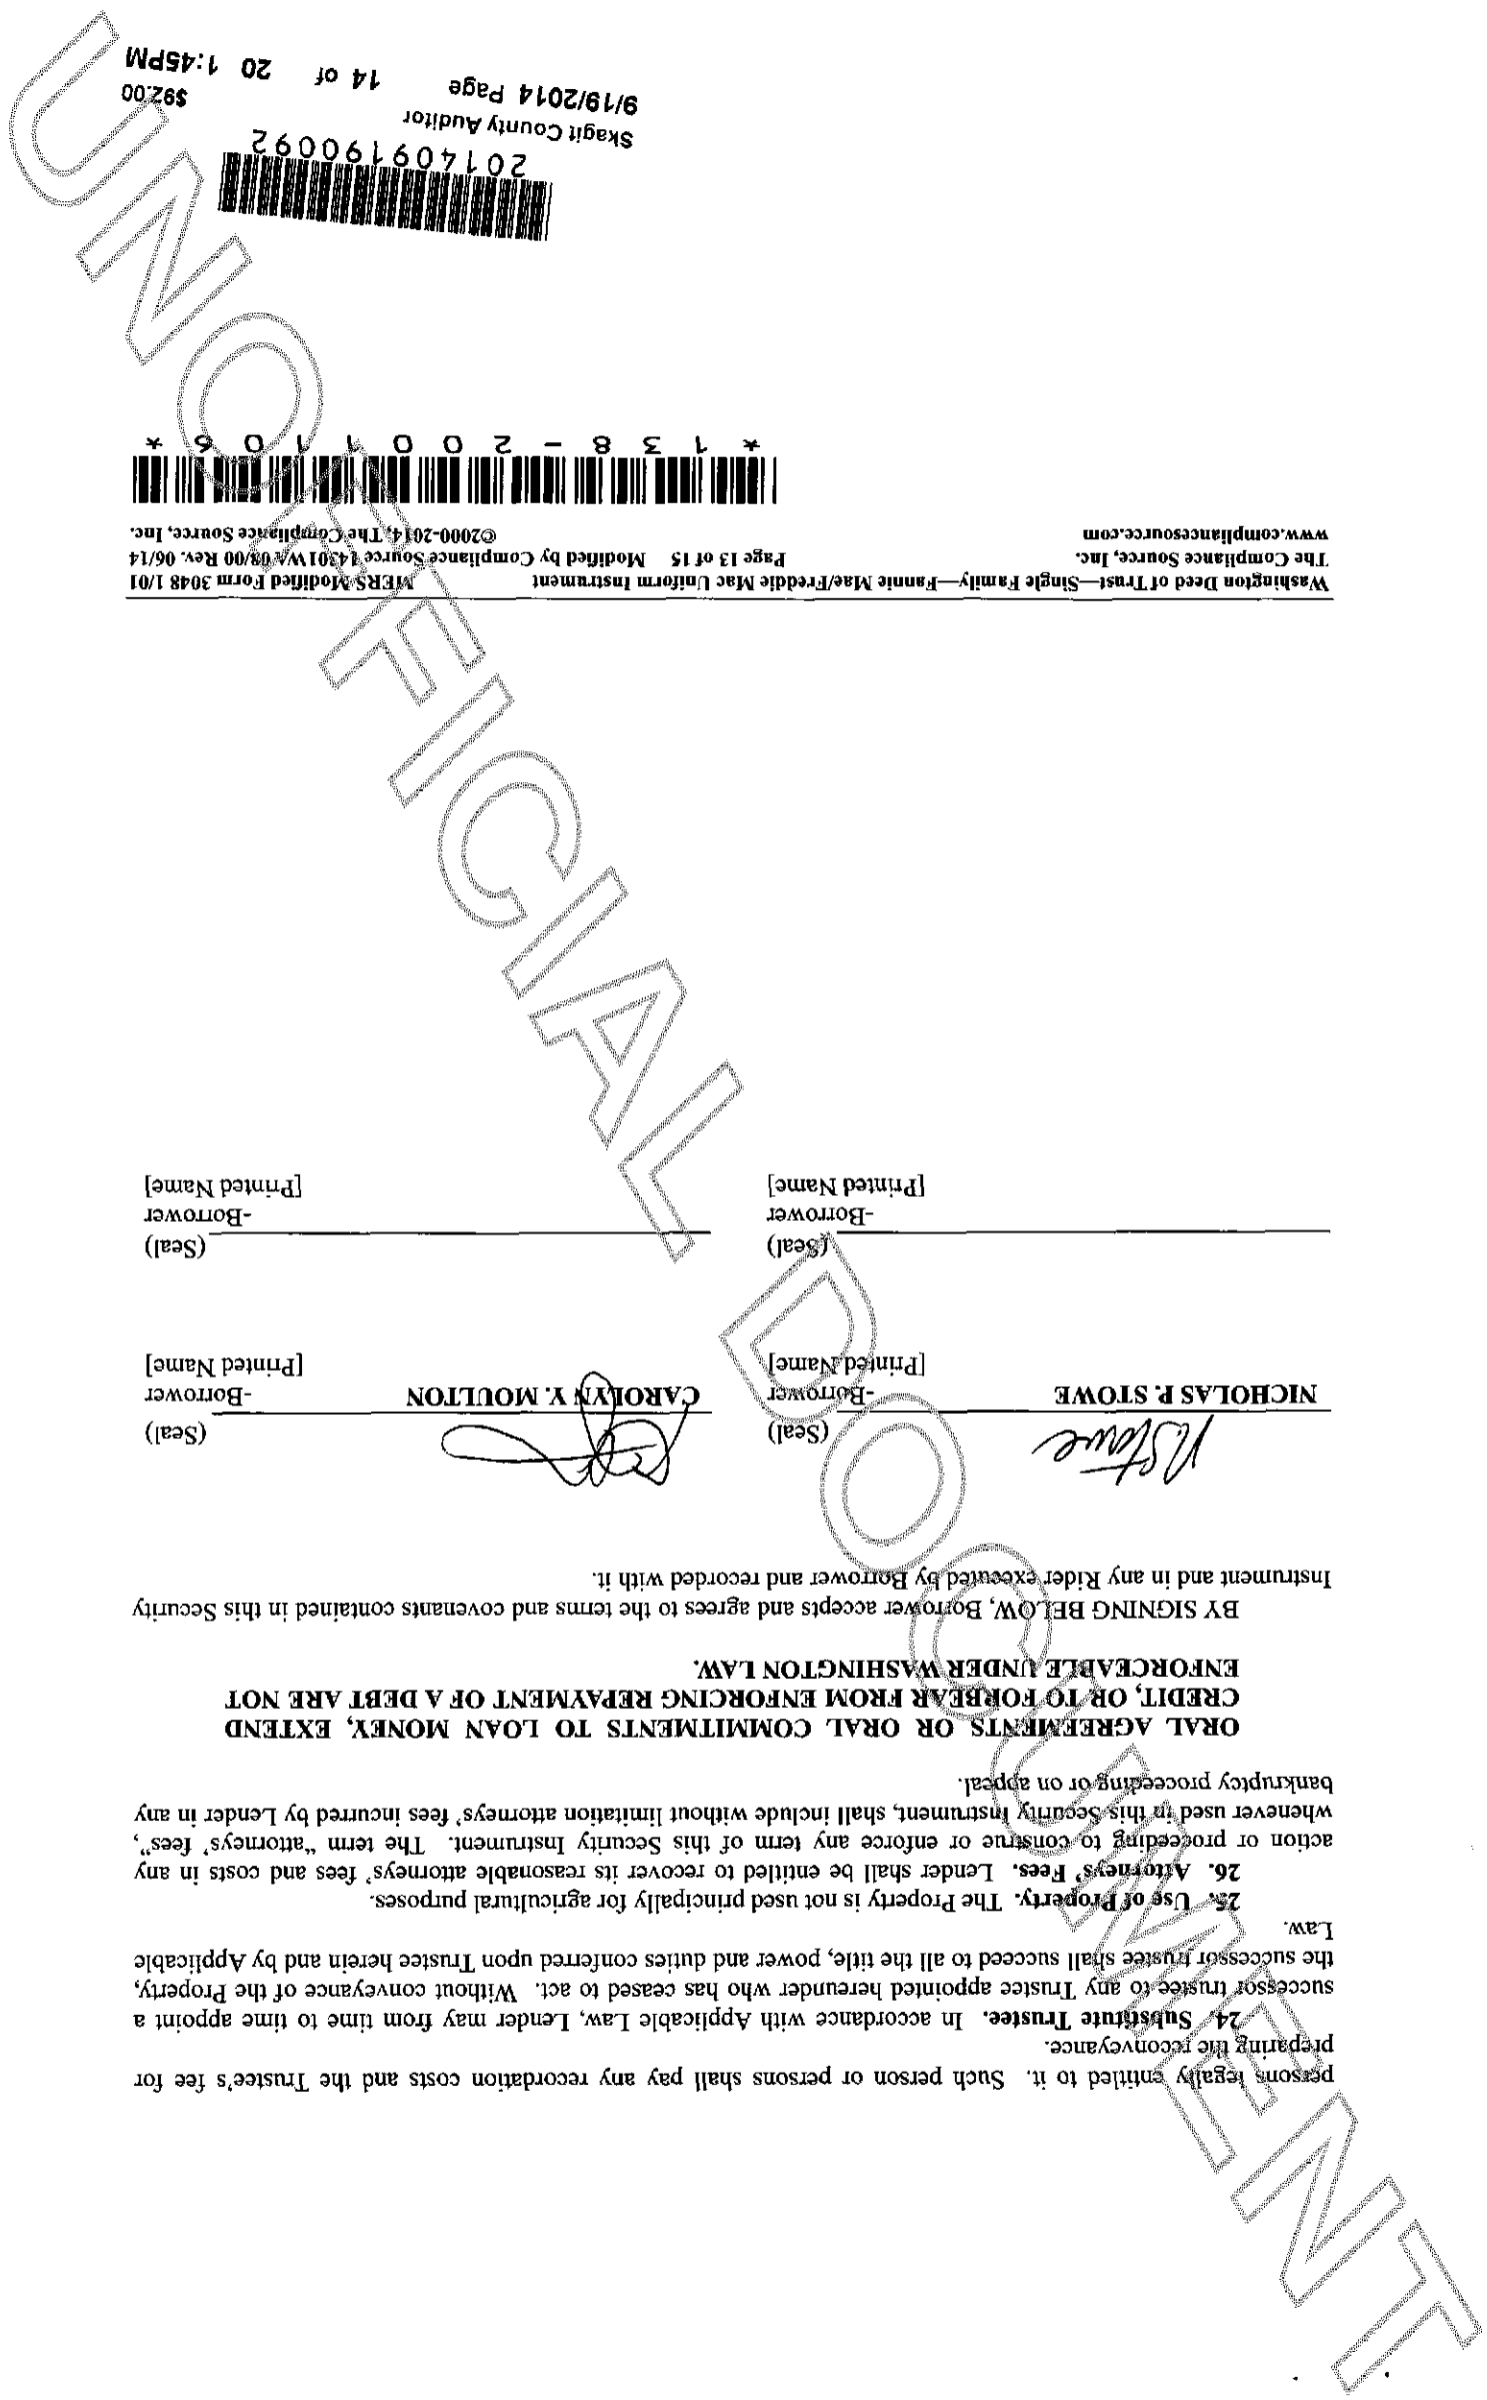 persons legally entitled to it. Such person or persons shall pay any recordation costs and the Trustee's fee for
preparing the reconveyance.
24. Substitute Trustee. In accordance with Applicable Law, Lender may from time to time appoint a
successor trustee to any Trustee appointed hereunder who has ceased to act. Without conveyance of the Property,
the successor trustee shall succeed to all the title, power and duties conferred upon Trustee herein and by Applicable
Law.
25. Use of Property. The Property is not used principally for agricultural purposes.
26. Attorneys' Fees. Lender shall be entitled to recover its reasonable attorneys' fees and costs in any
action or proceeding to construe or enforce any term of this Security Instrument. The term "attorneys' fees",
whenever used in this Security Instrument, shall include without limitation attorneys' fees incurred by Lender in any
bankruptcy proceeding or on appeal.
ORAL AGREEMENTS OR ORAL COMMITMENTS TO LOAN MONEY, EXTEND
CREDIT, OR TO FORBEAR FROM ENFORCING REPAYMENT OF A DEBT ARE NOT
ENFORCEABLE UNDER WASHINGTON LAW.
BY SIGNING BELOW, Borrower accepts and agrees to the terms and covenants contained in this Security
Instrument and in any Rider executed by Borrower and recorded with it.
N Stowe (Seal) (Seal)
NICHOLAS P. STOWE -Borrower CAROLYN Y. MOULTON -Borrower
[Printed Name] [Printed Name]
(Seal) (Seal)
-Borrower -Borrower
[Printed Name] [Printed Name]
Washington Deed of Trust—Single Family—Fannie Mae/Freddie Mac Uniform Instrument MERS Modified Form 3048 1/01
The Compliance Source, Inc. Page 13 of 15 Modified by Compliance Source 14301WA 08/00 Rev. 06/14
www.compliancesource.com ©2000-2014, The Compliance Source, Inc.
* 1 3 8 - 2 0 0 1 1 0 6 *
201409190092
Skagit County Auditor $92.00
9/19/2014 Page 14 of 20 1:45PM
UNOFFICIAL DOCUMENT